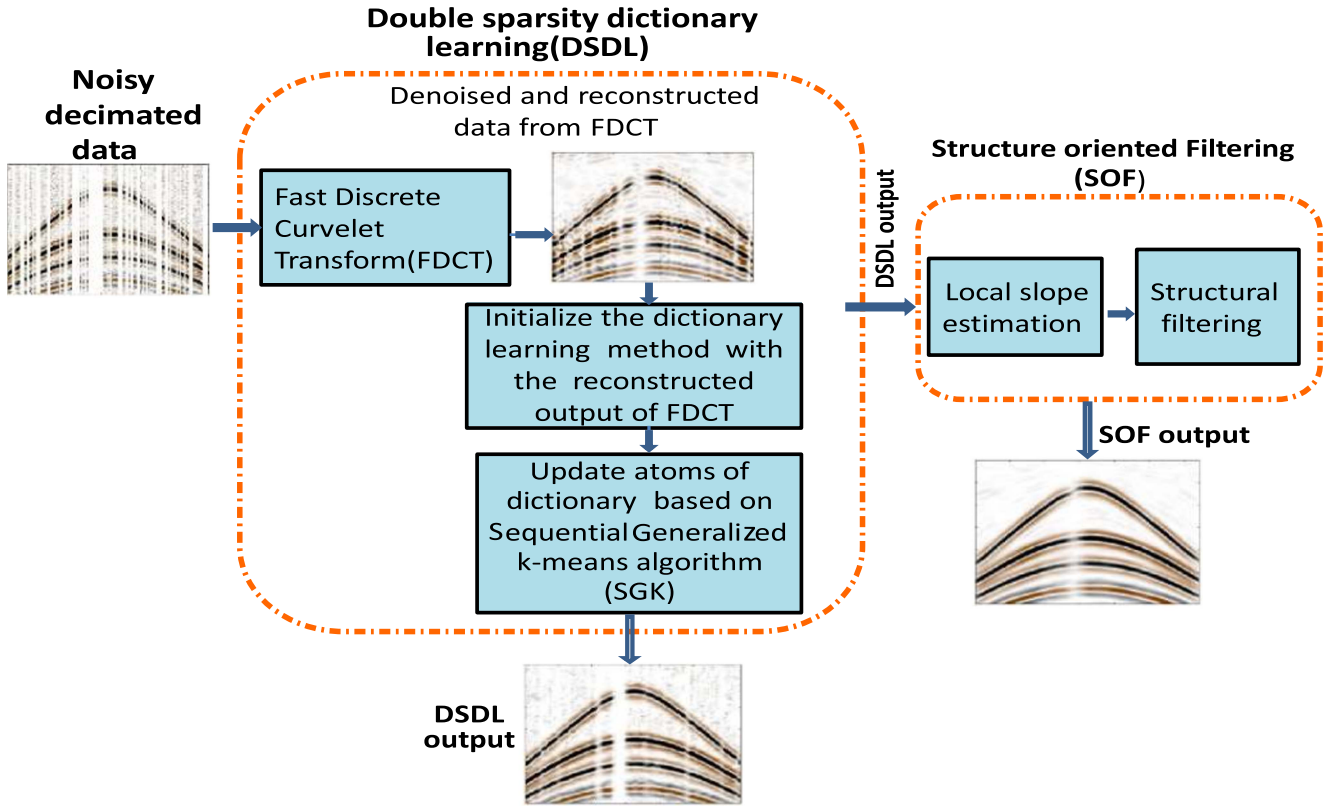 Double sparsity dictionary
learning(DSDL)
Noisy
decimated
data
Denoised and reconstructed
data from FDCT
Fast Discrete
Curvelet
Transform(FDCT)
Initialize the dictionary
learning method with
the reconstructed
output of FDCT
Update atoms of
dictionary based on
Sequential Generalized
k-means algorithm
(SGK)
DSDL
output
DSDL output
Structure oriented Filtering
(SOF)
Local slope
estimation
Structural
filtering
SOF output